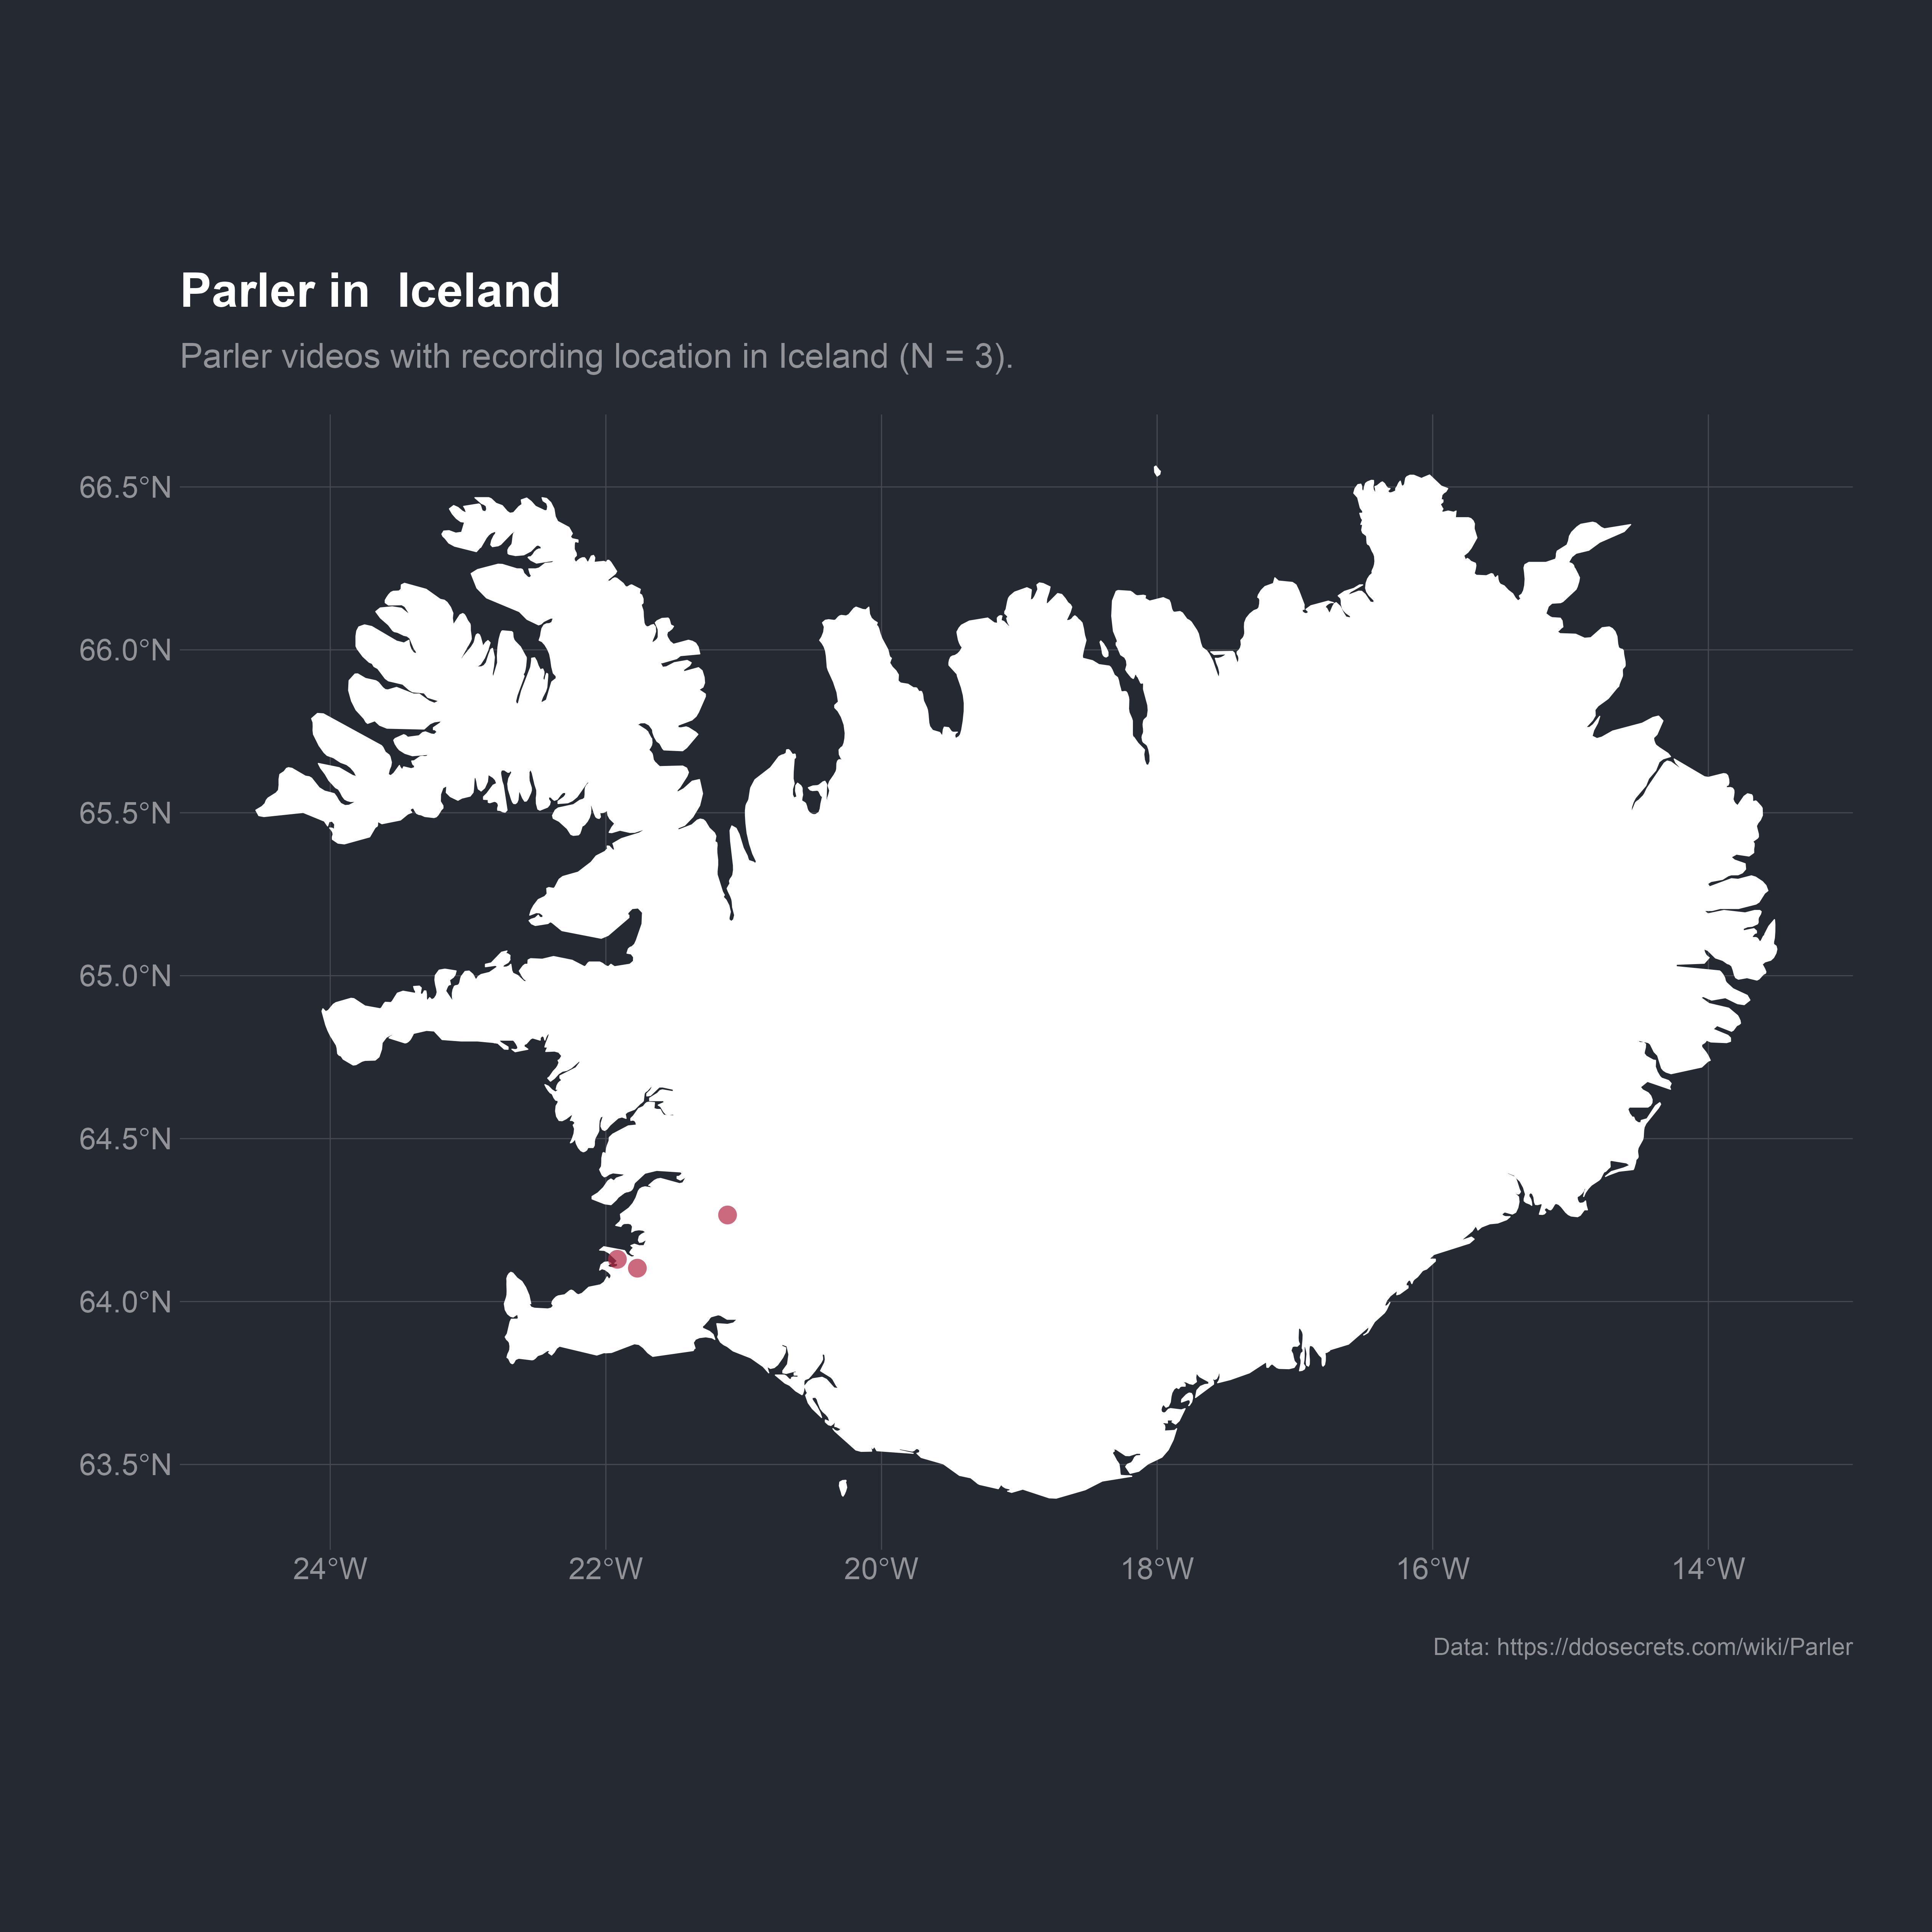 Parler in  Iceland
Parler videos with recording location in Iceland (N = 3).
66.5°N
66.0°N
65.5°N
65.0°N
64.5°N
64.0°N
63.5°N
24°W 22°W 20°W 18°W 16°W 14°W
Data: https://ddosecrets.com/wiki/Parler